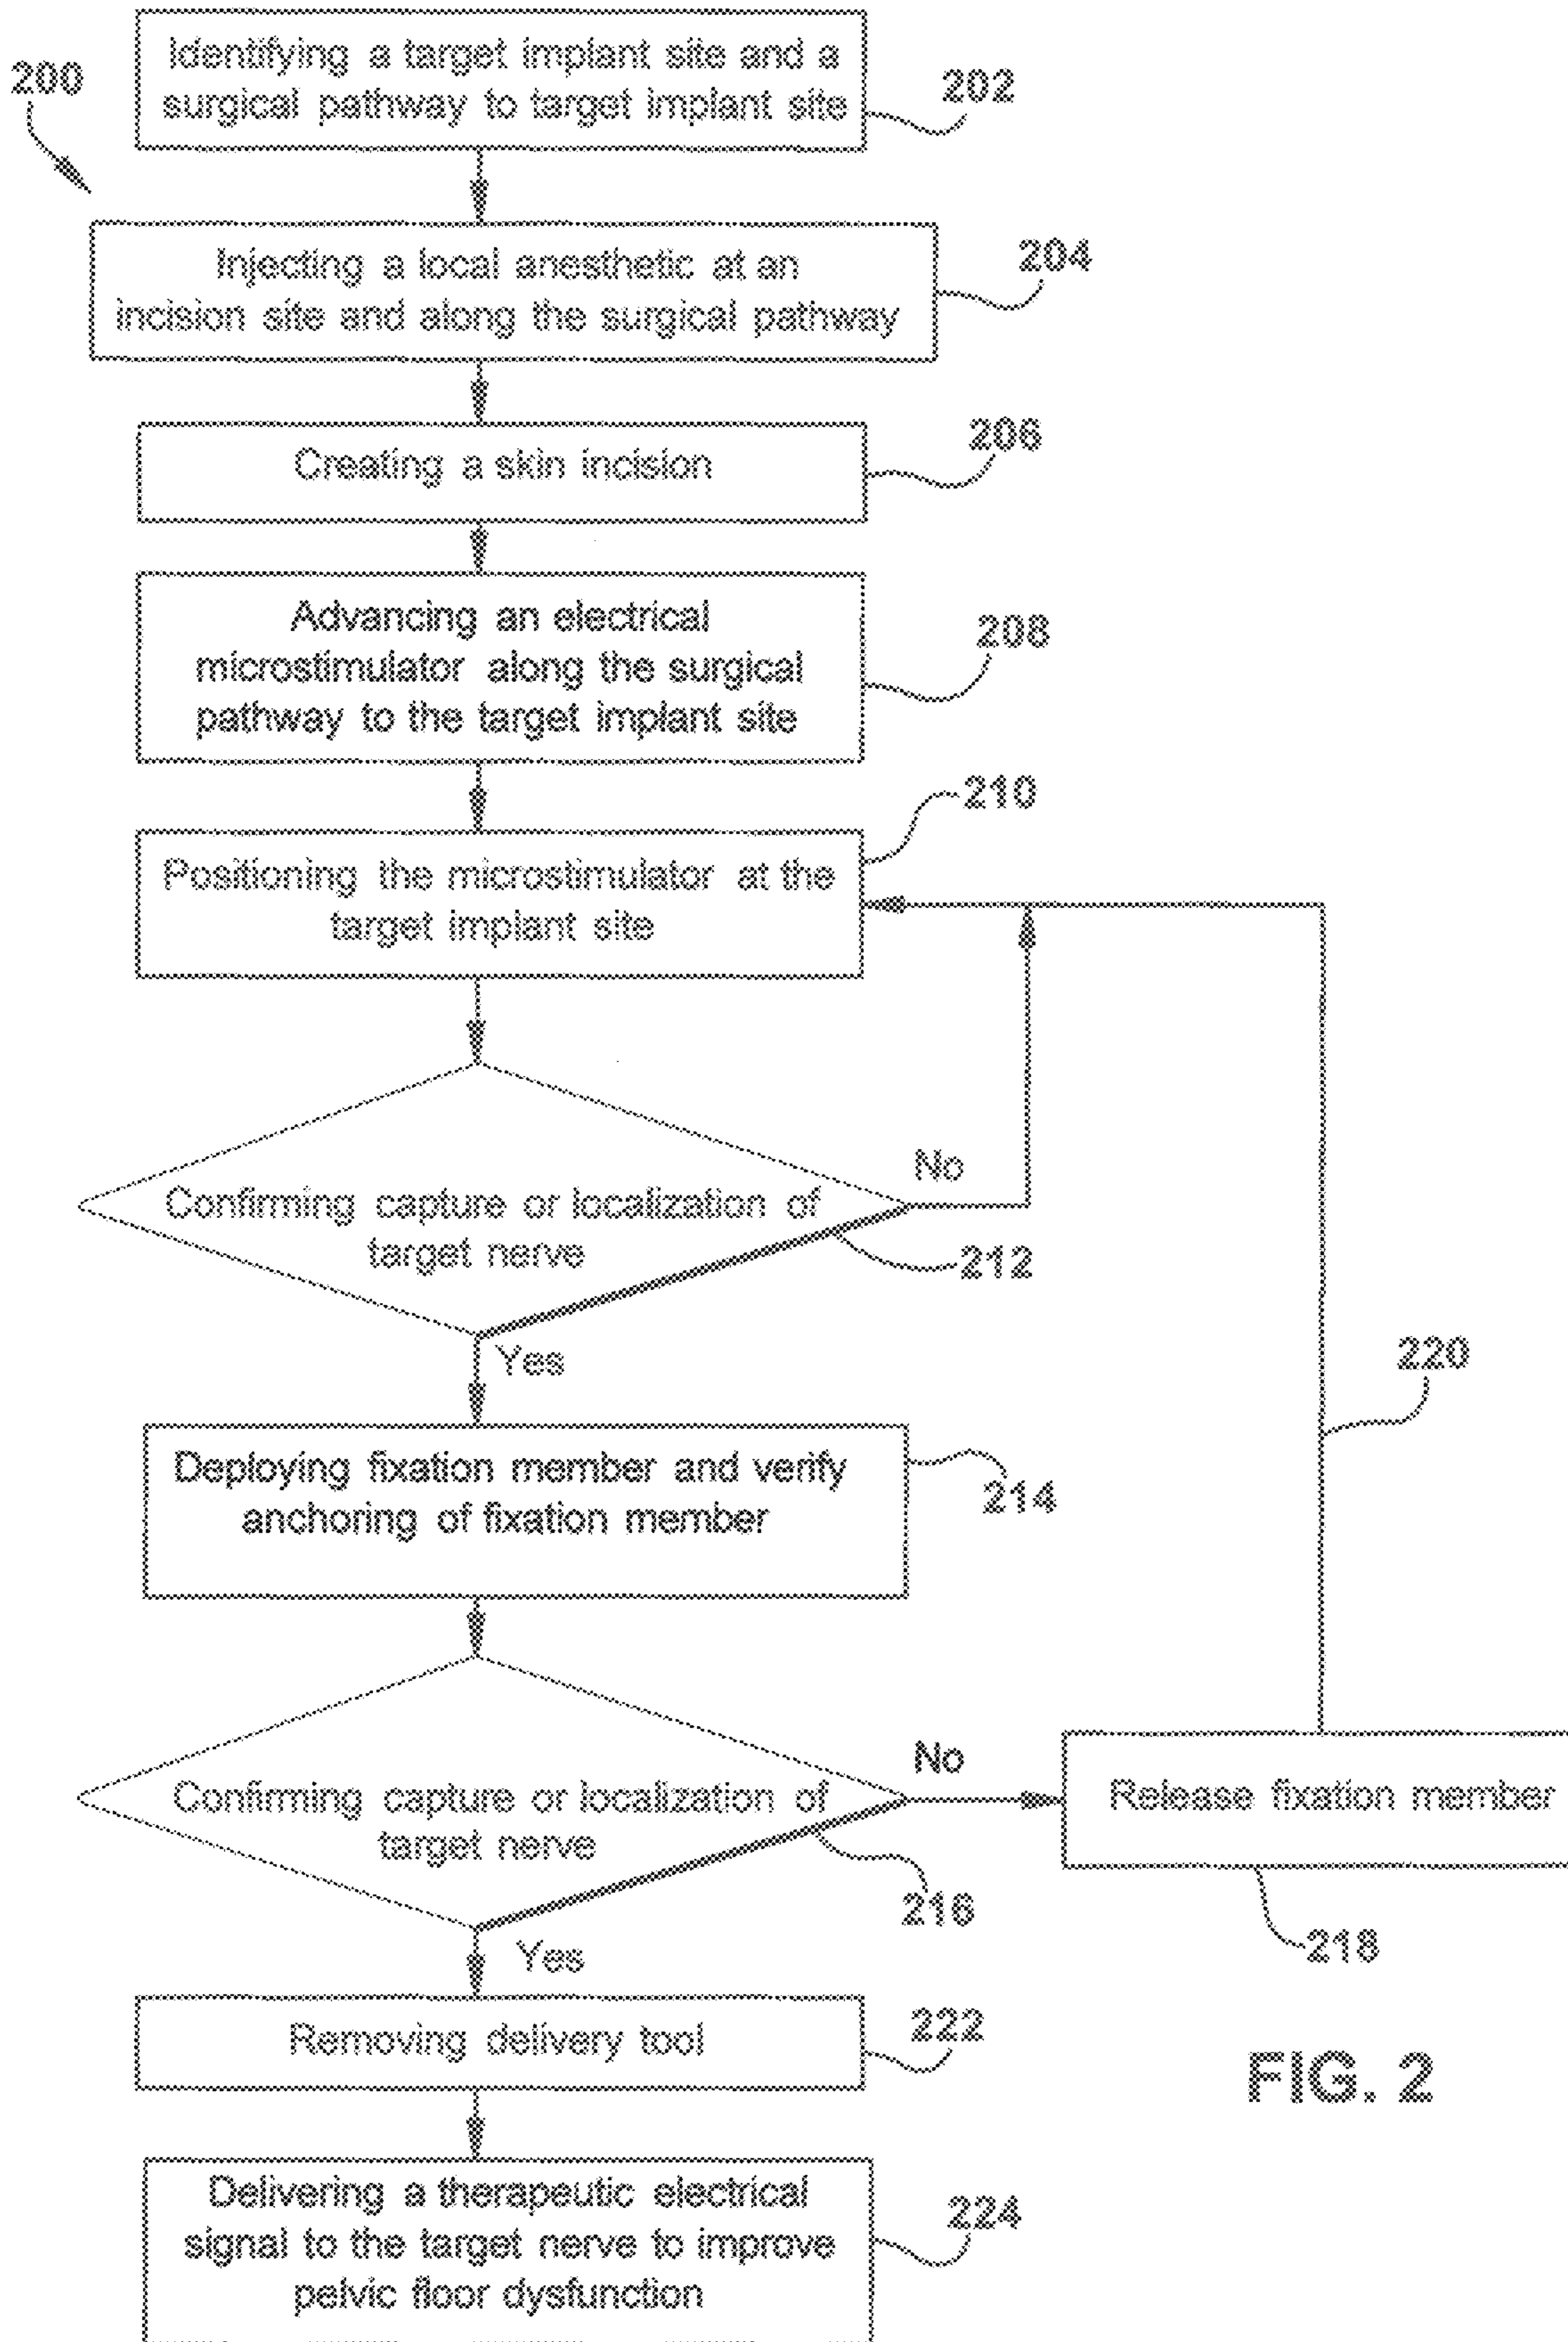 Identifying a target implant site and a
surgical pathway to target implant site
200
202
Injecting a local anesthetic at an
incision site and along the surgical pathway
204
Creating a skin incision
206
Advancing an electrical
microstimulator along the surgical
pathway to the target implant site
208
210
Positioning the microstimulator at the
target implant site
No
Confirming capture or localization of
target nerve
212
Yes
220
Deploying fixation member and verify
anchoring of fixation member
214
No
Confirming capture or localization of
target nerve
Release fixation member
216
218
Yes
Removing delivery tool
222
FIG. 2
Delivering a therapeutic electrical
signal to the target nerve to improve
pelvic floor dysfunction
224